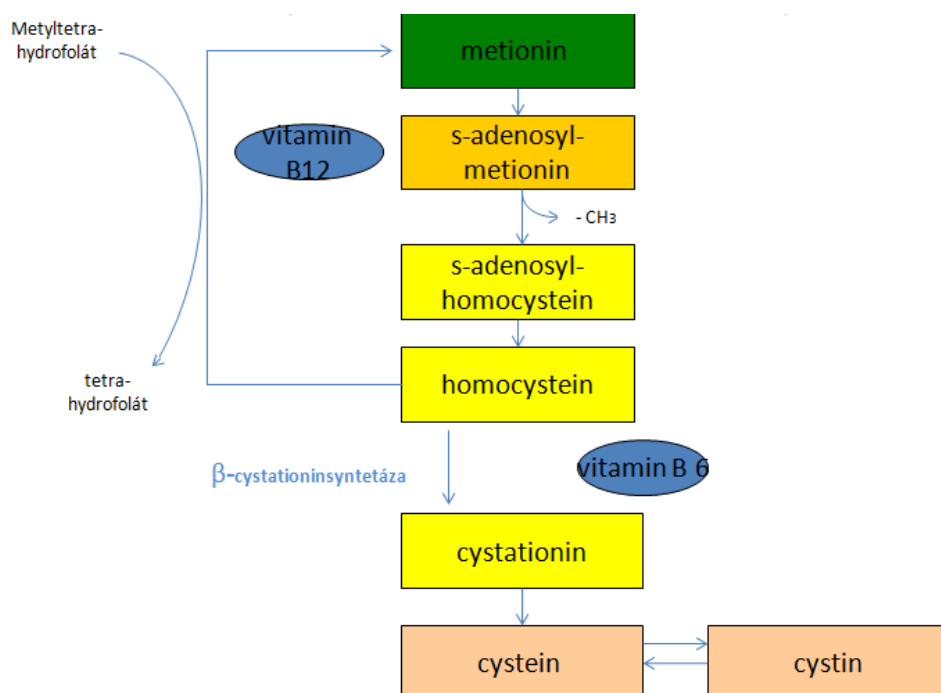 Metyltetra-
hydrofolát
metionin
vitamin
B12
s-adenosyl-
metionin
- CH3
s-adenosyl-
homocystein
tetra-
hydrofolát
homocystein
β-cystationinsyntetáza
vitamin B 6
cystationin
cystein
cystin